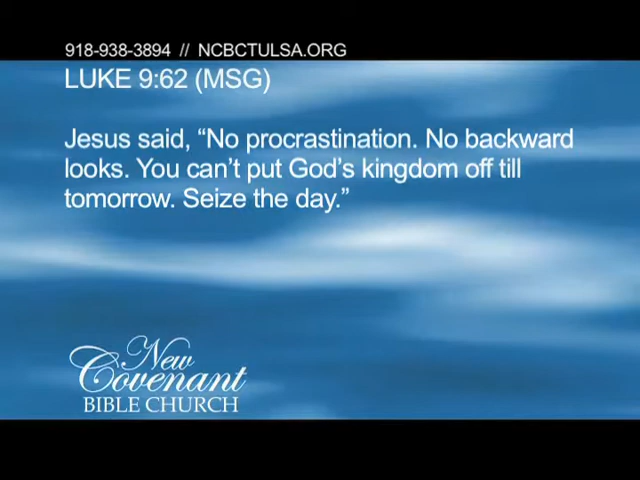 918-938-3894 // NCBCTULSA.ORG
LUKE 9:62 (MSG)
Jesus said, “No procrastination. No backward
looks. You can’t put God’s kingdom off till
tomorrow. Seize the day.”
New
Covenant
BIBLE CHURCH